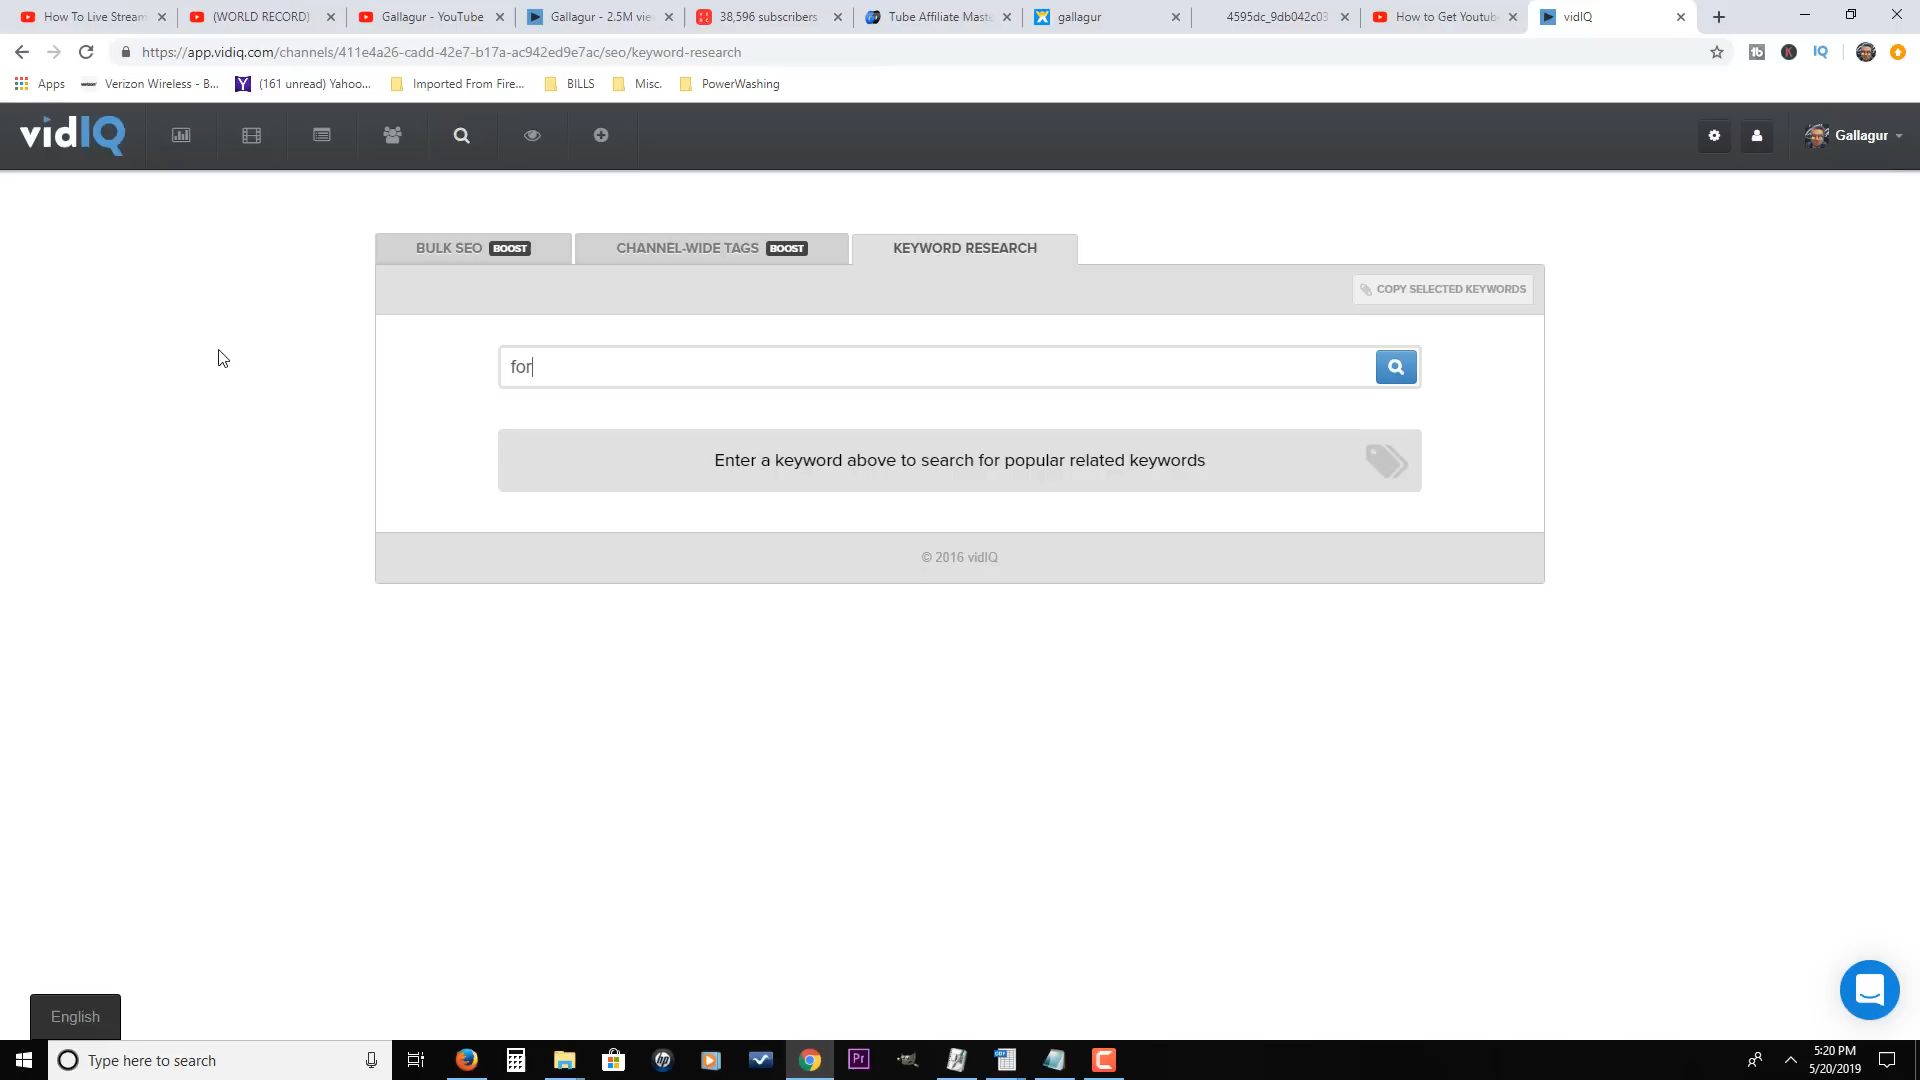 How To Live Stream
(WORLD RECORD)
Gallagur - YouTube
Gallagur - 2.5M vie
38,596 subscribers
Tube Affiliate Mast
gallagur
4595dc_9db042c03
How to Get Youtub
vidIQ
https://app.vidiq.com/channels/411e4a26-cadd-42e7-b17a-ac942ed9e7ac/seo/keyword-research
tb
K
IQ
Apps
Verizon Wireless - B...
(161 unread) Yahoo...
Imported From Fire...
BILLS
Misc.
PowerWashing
vidIQ
Gallagur
BULK SEO BOOST
CHANNEL-WIDE TAGS BOOST
KEYWORD RESEARCH
COPY SELECTED KEYWORDS
for
Enter a keyword above to search for popular related keywords
© 2016 vidIQ
English
Type here to search
hp
Pr
5:20 PM
5/20/2019